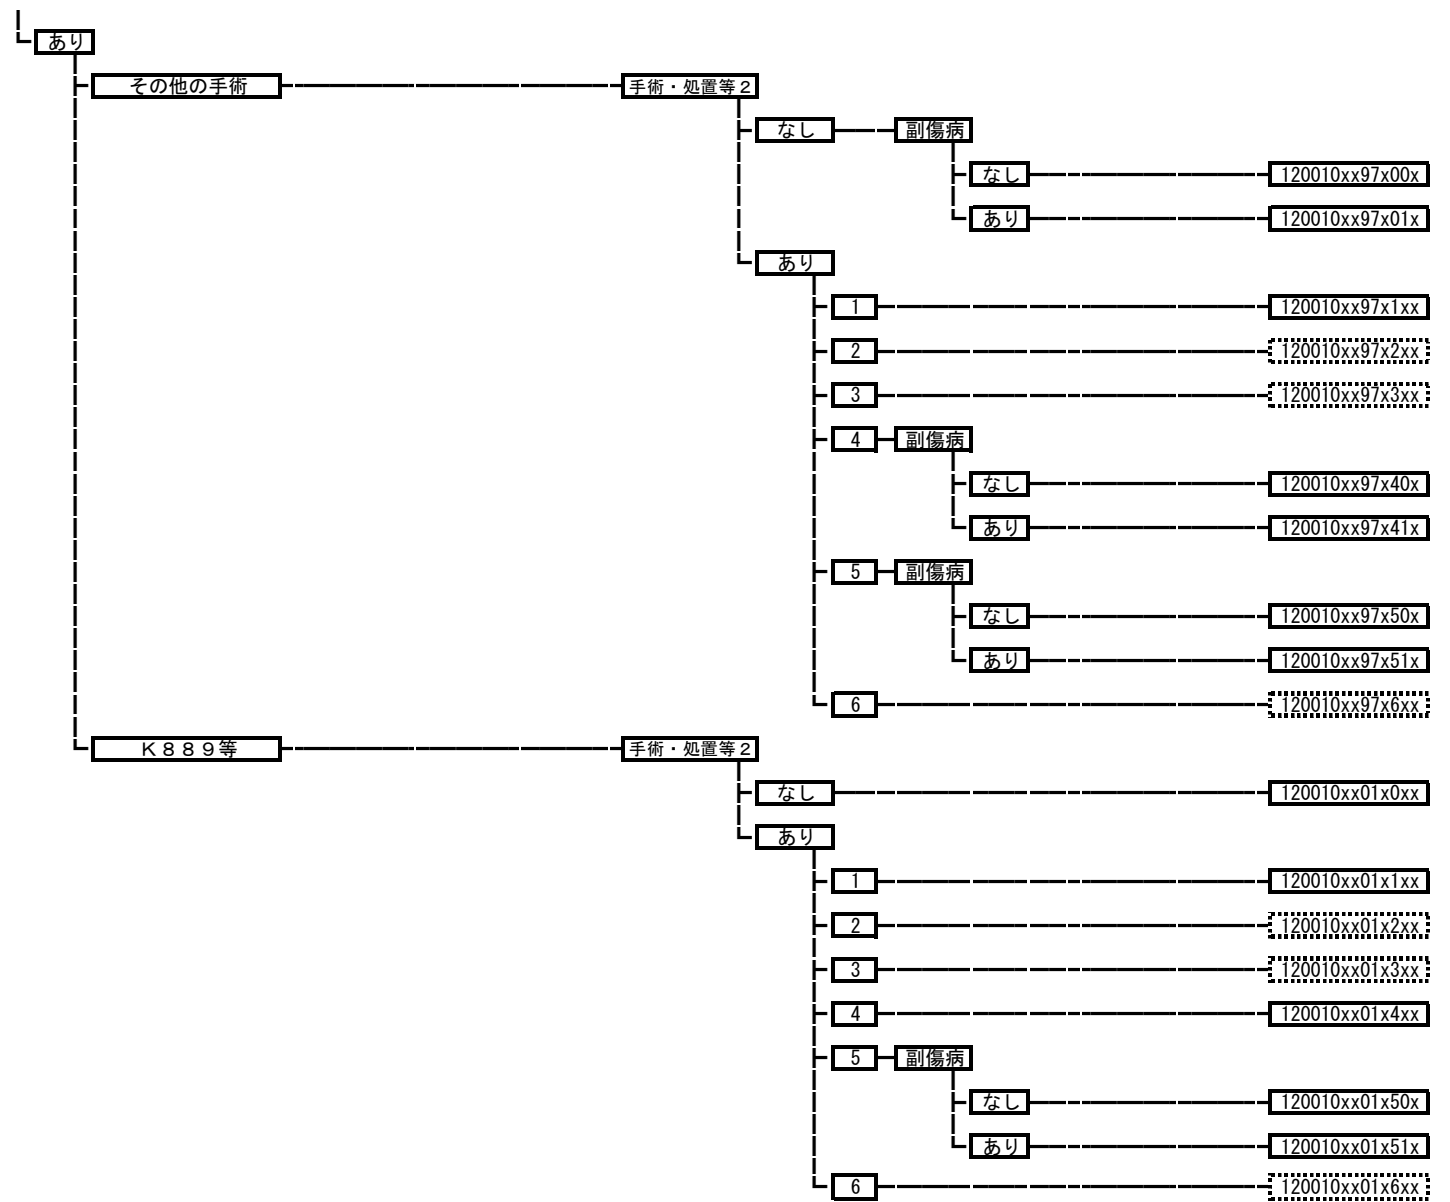 あり
その他の手術 手術・処置等２
なし 副傷病
なし 120010xx97x00x
あり 120010xx97x01x
あり
1 120010xx97x1xx
2 120010xx97x2xx
3 120010xx97x3xx
4 副傷病
なし 120010xx97x40x
あり 120010xx97x41x
5 副傷病
なし 120010xx97x50x
あり 120010xx97x51x
6 120010xx97x6xx
Ｋ８８９等 手術・処置等２
なし 120010xx01x0xx
あり
1 120010xx01x1xx
2 120010xx01x2xx
3 120010xx01x3xx
4 120010xx01x4xx
5 副傷病
なし 120010xx01x50x
あり 120010xx01x51x
6 120010xx01x6xx